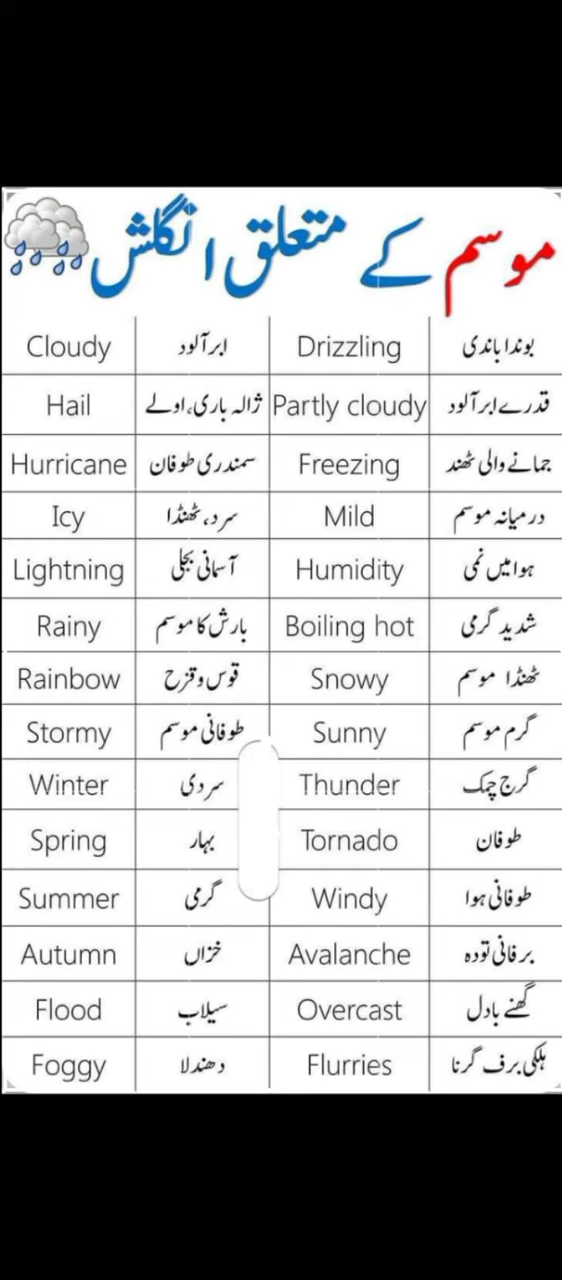 موسم کے متعلق انگلش
Cloudy ابر آلود Drizzling بوندا باندی
Hail ژالہ باری، اولے Partly cloudy قدرے ابر آلود
Hurricane سمندری طوفان Freezing جمانے والی ٹھند
Icy سرد، ٹھنڈا Mild درمیانہ موسم
Lightning آسمانی بجلی Humidity ہوا میں نمی
Rainy بارش کا موسم Boiling hot شدید گرمی
Rainbow قوس و قزح Snowy ٹھنڈا موسم
Stormy طوفانی موسم Sunny گرم موسم
Winter سردی Thunder گرج چمک
Spring بہار Tornado طوفان
Summer گرمی Windy طوفانی ہوا
Autumn خزاں Avalanche برفانی تودہ
Flood سیلاب Overcast گھنے بادل
Foggy دھندلا Flurries ہلکی برف گرنا